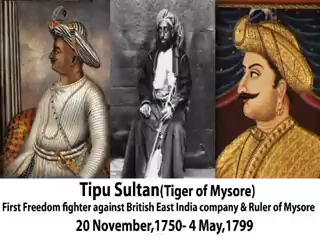 Tipu Sultan(Tiger of Mysore)
First Freedom fighter against British East India company & Ruler of Mysore
20 November,1750- 4 May,1799